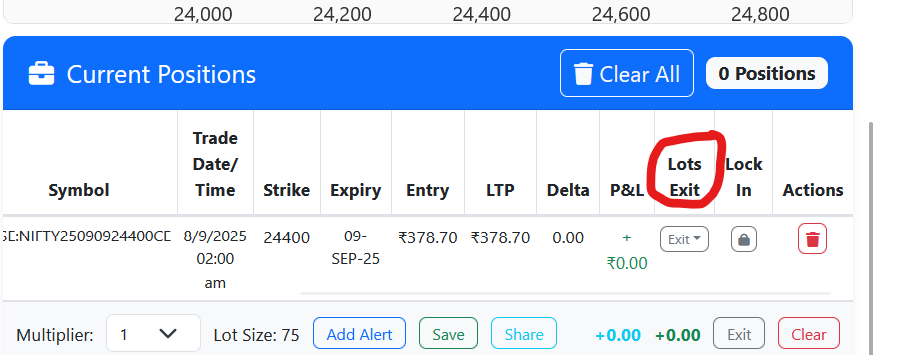 24,000 24,200 24,400 24,600 24,800
Current Positions Clear All 0 Positions
Trade
Date/ Lots Lock
Symbol Time Strike Expiry Entry LTP Delta P&L Exit In Actions
SE:NIFTY25090924400CE 8/9/2025 24400 09- ₹378.70 ₹378.70 0.00 + Exit
02:00 SEP-25 ₹0.00
am
Multiplier: 1 Lot Size: 75 Add Alert Save Share +0.00 +0.00 Exit Clear